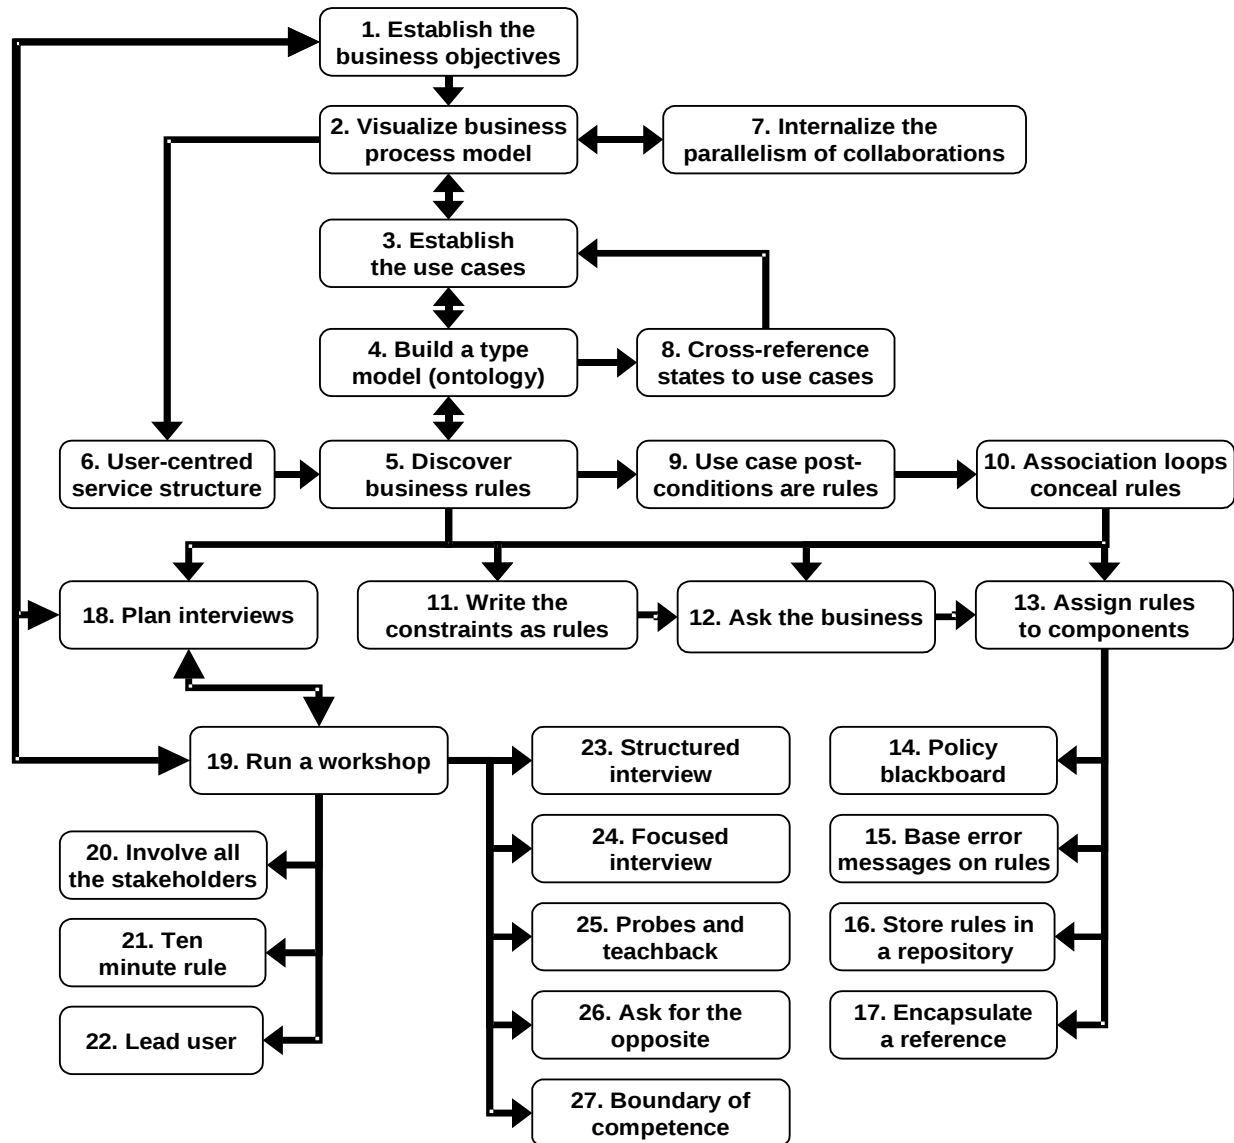 1. Establish the
business objectives
2. Visualize business
process model
7. Internalize the
parallelism of collaborations
3. Establish
the use cases
4. Build a type
model (ontology)
8. Cross-reference
states to use cases
6. User-centred
service structure
5. Discover
business rules
9. Use case post-
conditions are rules
10. Association loops
conceal rules
18. Plan interviews
11. Write the
constraints as rules
12. Ask the business
13. Assign rules
to components
19. Run a workshop
23. Structured
interview
14. Policy
blackboard
20. Involve all
the stakeholders
24. Focused
interview
15. Base error
messages on rules
21. Ten
minute rule
25. Probes and
teachback
16. Store rules in
a repository
22. Lead user
26. Ask for the
opposite
17. Encapsulate
a reference
27. Boundary of
competence